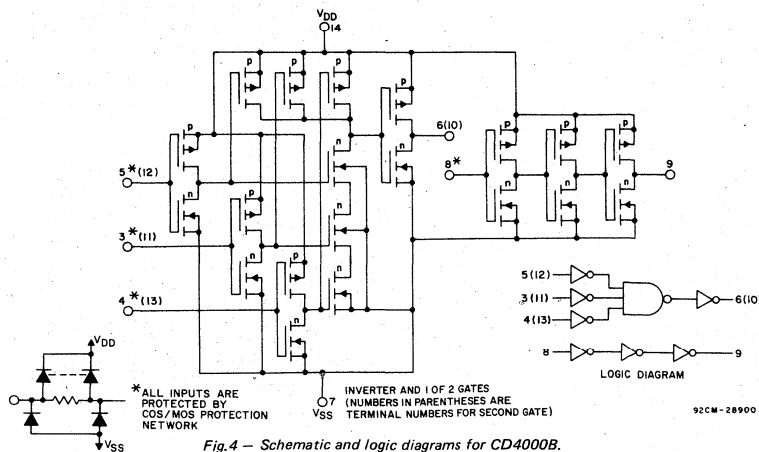 VDD
14
p p p
p
p
p p p
n
6(10)
8*
9
5*(12)
n
p
n
n n n
3*(11)
n
p
n
4*(13)
n
5(12)
3(11)
4(13)
6(10)
8
9
LOGIC DIAGRAM
VDD
*ALL INPUTS ARE
PROTECTED BY
COS/MOS PROTECTION
NETWORK
VSS
7
VSS
INVERTER AND 1 OF 2 GATES
(NUMBERS IN PARENTHESES ARE
TERMINAL NUMBERS FOR SECOND GATE)
92CM-28900
Fig.4 — Schematic and logic diagrams for CD4000B.